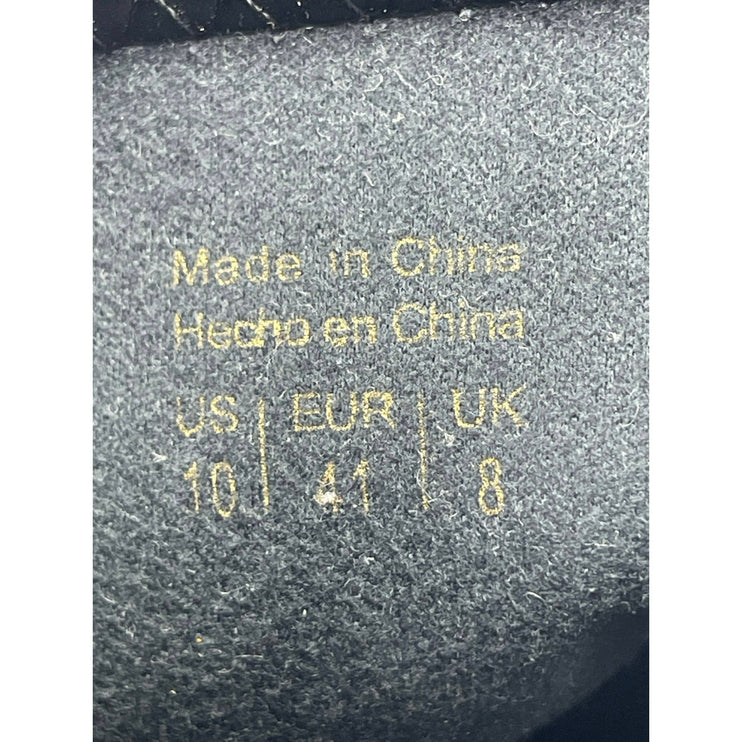 Made in China
Hecho en China
US | EUR | UK
10 | 41 | 8